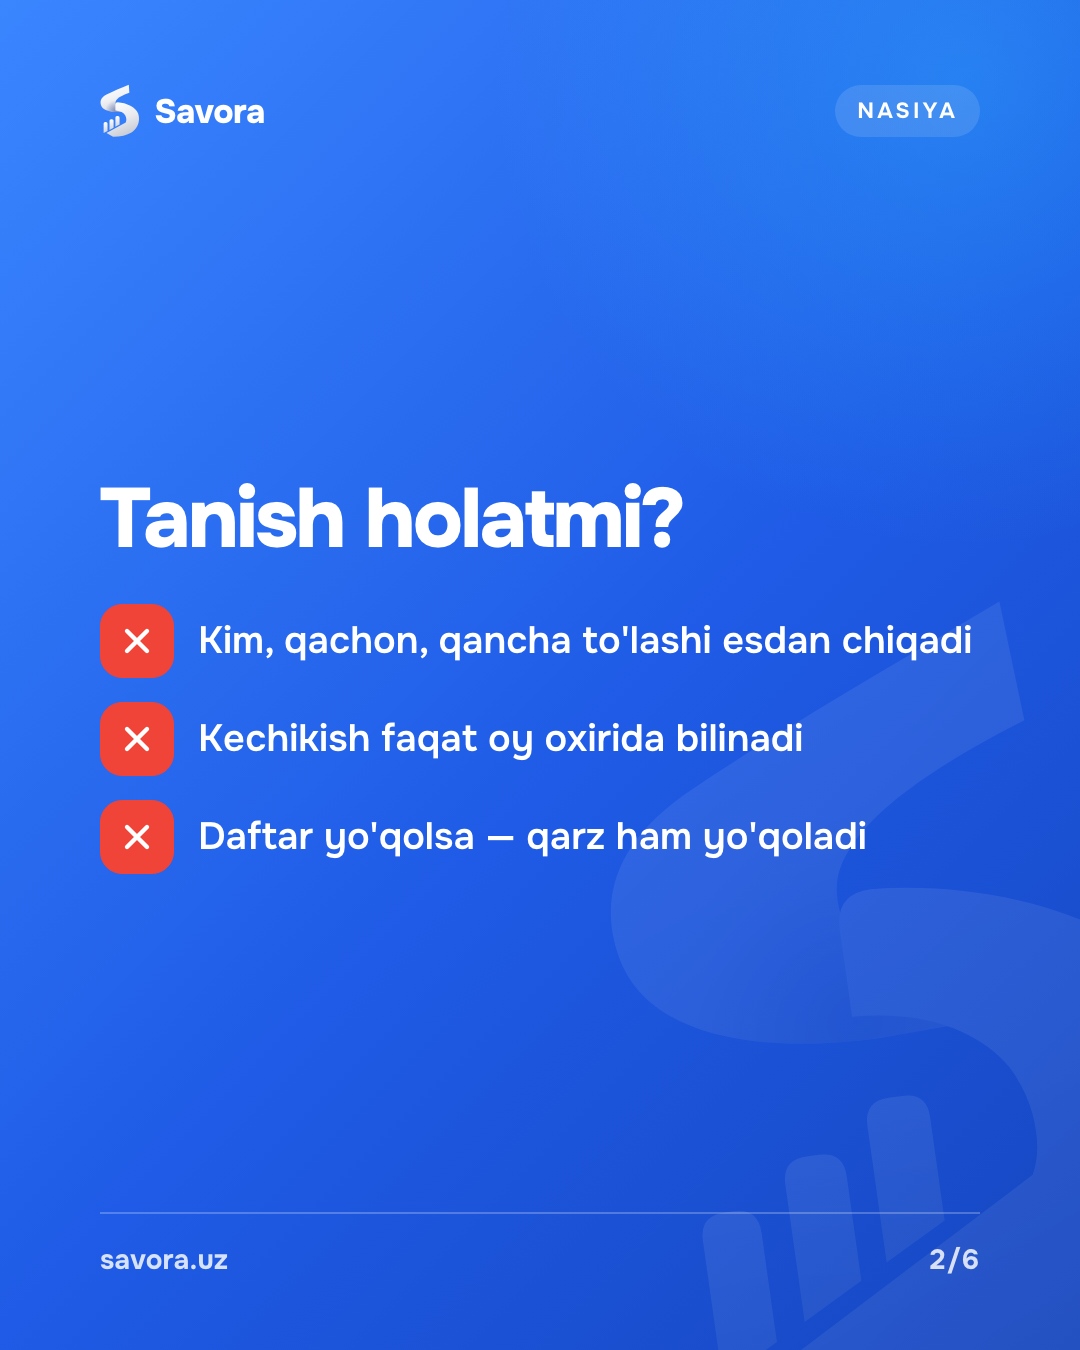 Savora
NASIYA
Tanish holatmi?
Kim, qachon, qancha to'lashi esdan chiqadi
Kechikish faqat oy oxirida bilinadi
Daftar yo'qolsa — qarz ham yo'qoladi
savora.uz
2/6